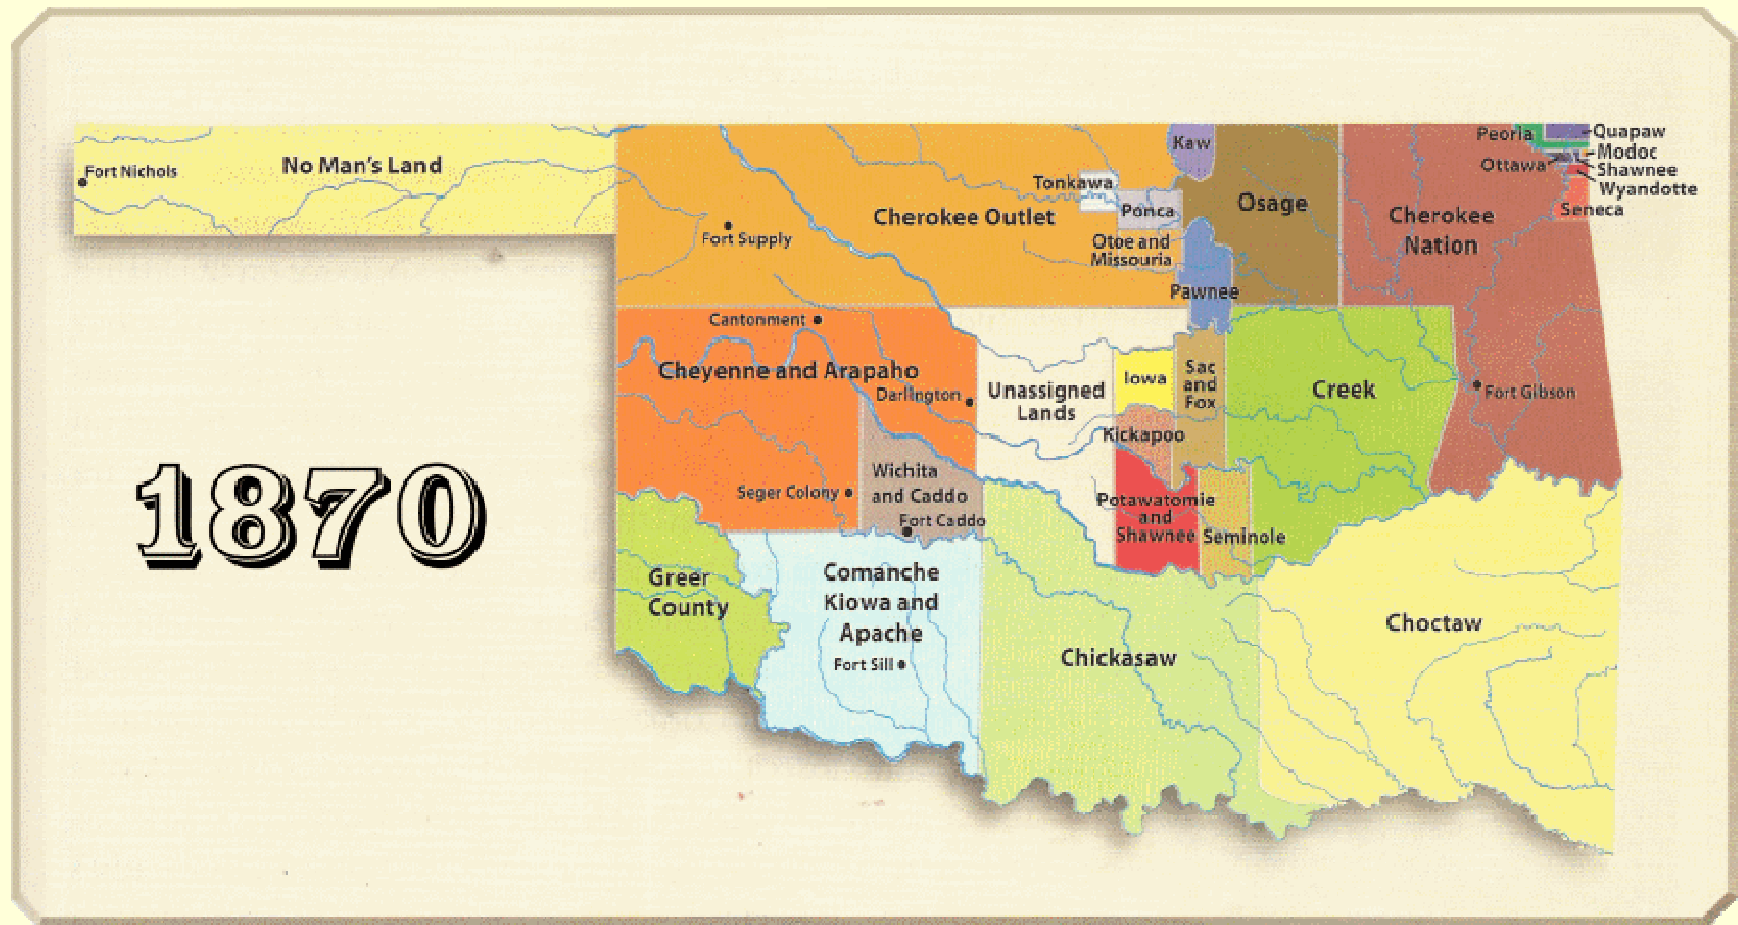 Kaw
Peoria
Quapaw
Modoc
Ottawa
Shawnee
Wyandotte
Seneca
Fort Nichols
No Man's Land
Tonkawa
Ponca
Osage
Cherokee
Nation
Cherokee Outlet
Fort Supply
Otoe and
Missouria
Pawnee
Cantonment
Cheyenne and Arapaho
Darlington
Unassigned
Lands
Iowa
Sac
and
Fox
Creek
Fort Gibson
Kickapoo
Wichita
and Caddo
Seger Colony
Fort Caddo
Potawatomie
and
Shawnee
Seminole
1870
Greer
County
Comanche
Kiowa and
Apache
Fort Sill
Chickasaw
Choctaw